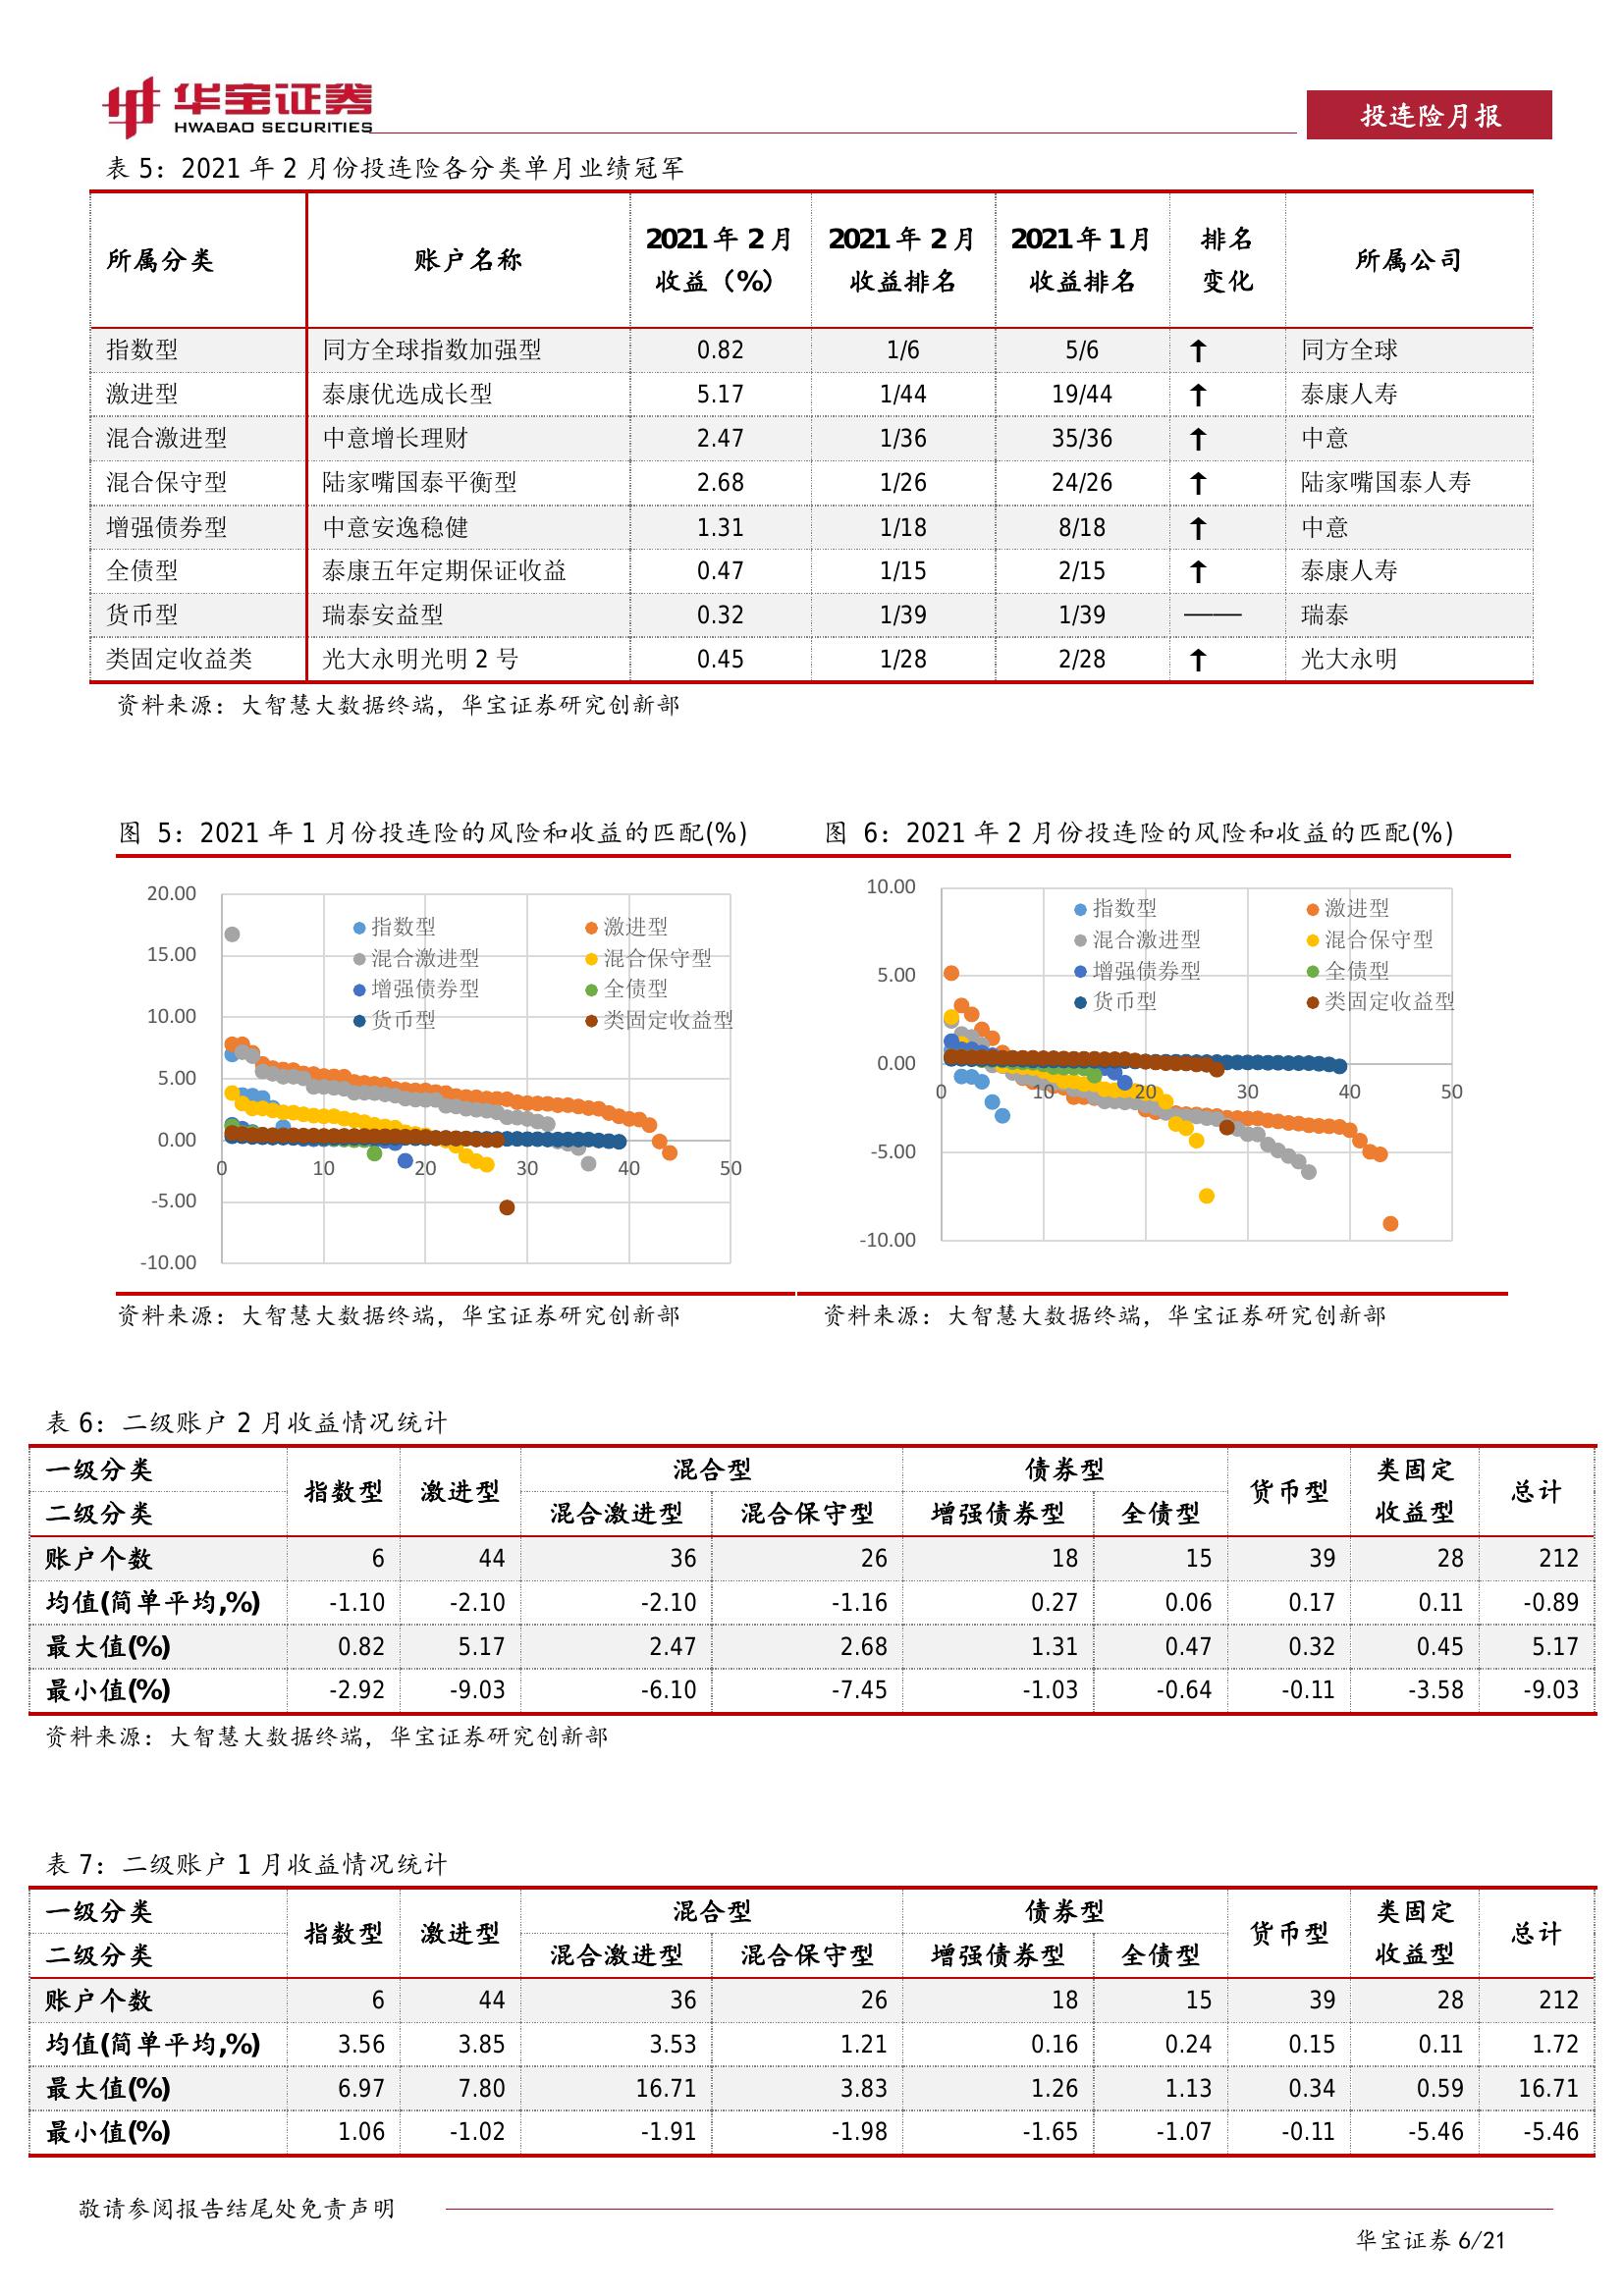 华宝证券
HWABAO SECURITIES
投连险月报
表 5：2021 年 2 月份投连险各分类单月业绩冠军
所属分类 账户名称 2021 年 2 月收益（%） 2021 年 2 月收益排名 2021 年 1 月收益排名 排名变化 所属公司
指数型 同方全球指数加强型 0.82 1/6 5/6 ↑ 同方全球
激进型 泰康优选成长型 5.17 1/44 19/44 ↑ 泰康人寿
混合激进型 中意增长理财 2.47 1/36 35/36 ↑ 中意
混合保守型 陆家嘴国泰平衡型 2.68 1/26 24/26 ↑ 陆家嘴国泰人寿
增强债券型 中意安逸稳健 1.31 1/18 8/18 ↑ 中意
全债型 泰康五年定期保证收益 0.47 1/15 2/15 ↑ 泰康人寿
货币型 瑞泰安益型 0.32 1/39 1/39 —— 瑞泰
类固定收益类 光大永明光明 2 号 0.45 1/28 2/28 ↑ 光大永明
资料来源：大智慧大数据终端，华宝证券研究创新部
图 5：2021 年 1 月份投连险的风险和收益的匹配(%)
20.00
15.00
10.00
5.00
0.00
-5.00
-10.00
0 10 20 30 40 50
指数型 激进型
混合激进型 混合保守型
增强债券型 全债型
货币型 类固定收益型
资料来源：大智慧大数据终端，华宝证券研究创新部
图 6：2021 年 2 月份投连险的风险和收益的匹配(%)
10.00
5.00
0.00
-5.00
-10.00
0 10 20 30 40 50
指数型 激进型
混合激进型 混合保守型
增强债券型 全债型
货币型 类固定收益型
资料来源：大智慧大数据终端，华宝证券研究创新部
表 6：二级账户 2 月收益情况统计
一级分类 指数型 激进型 混合型 债券型 货币型 类固定收益型 总计
二级分类 混合激进型 混合保守型 增强债券型 全债型
账户个数 6 44 36 26 18 15 39 28 212
均值(简单平均,%) -1.10 -2.10 -2.10 -1.16 0.27 0.06 0.17 0.11 -0.89
最大值(%) 0.82 5.17 2.47 2.68 1.31 0.47 0.32 0.45 5.17
最小值(%) -2.92 -9.03 -6.10 -7.45 -1.03 -0.64 -0.11 -3.58 -9.03
资料来源：大智慧大数据终端，华宝证券研究创新部
表 7：二级账户 1 月收益情况统计
一级分类 指数型 激进型 混合型 债券型 货币型 类固定收益型 总计
二级分类 混合激进型 混合保守型 增强债券型 全债型
账户个数 6 44 36 26 18 15 39 28 212
均值(简单平均,%) 3.56 3.85 3.53 1.21 0.16 0.24 0.15 0.11 1.72
最大值(%) 6.97 7.80 16.71 3.83 1.26 1.13 0.34 0.59 16.71
最小值(%) 1.06 -1.02 -1.91 -1.98 -1.65 -1.07 -0.11 -5.46 -5.46
敬请参阅报告结尾处免责声明
华宝证券 6/21